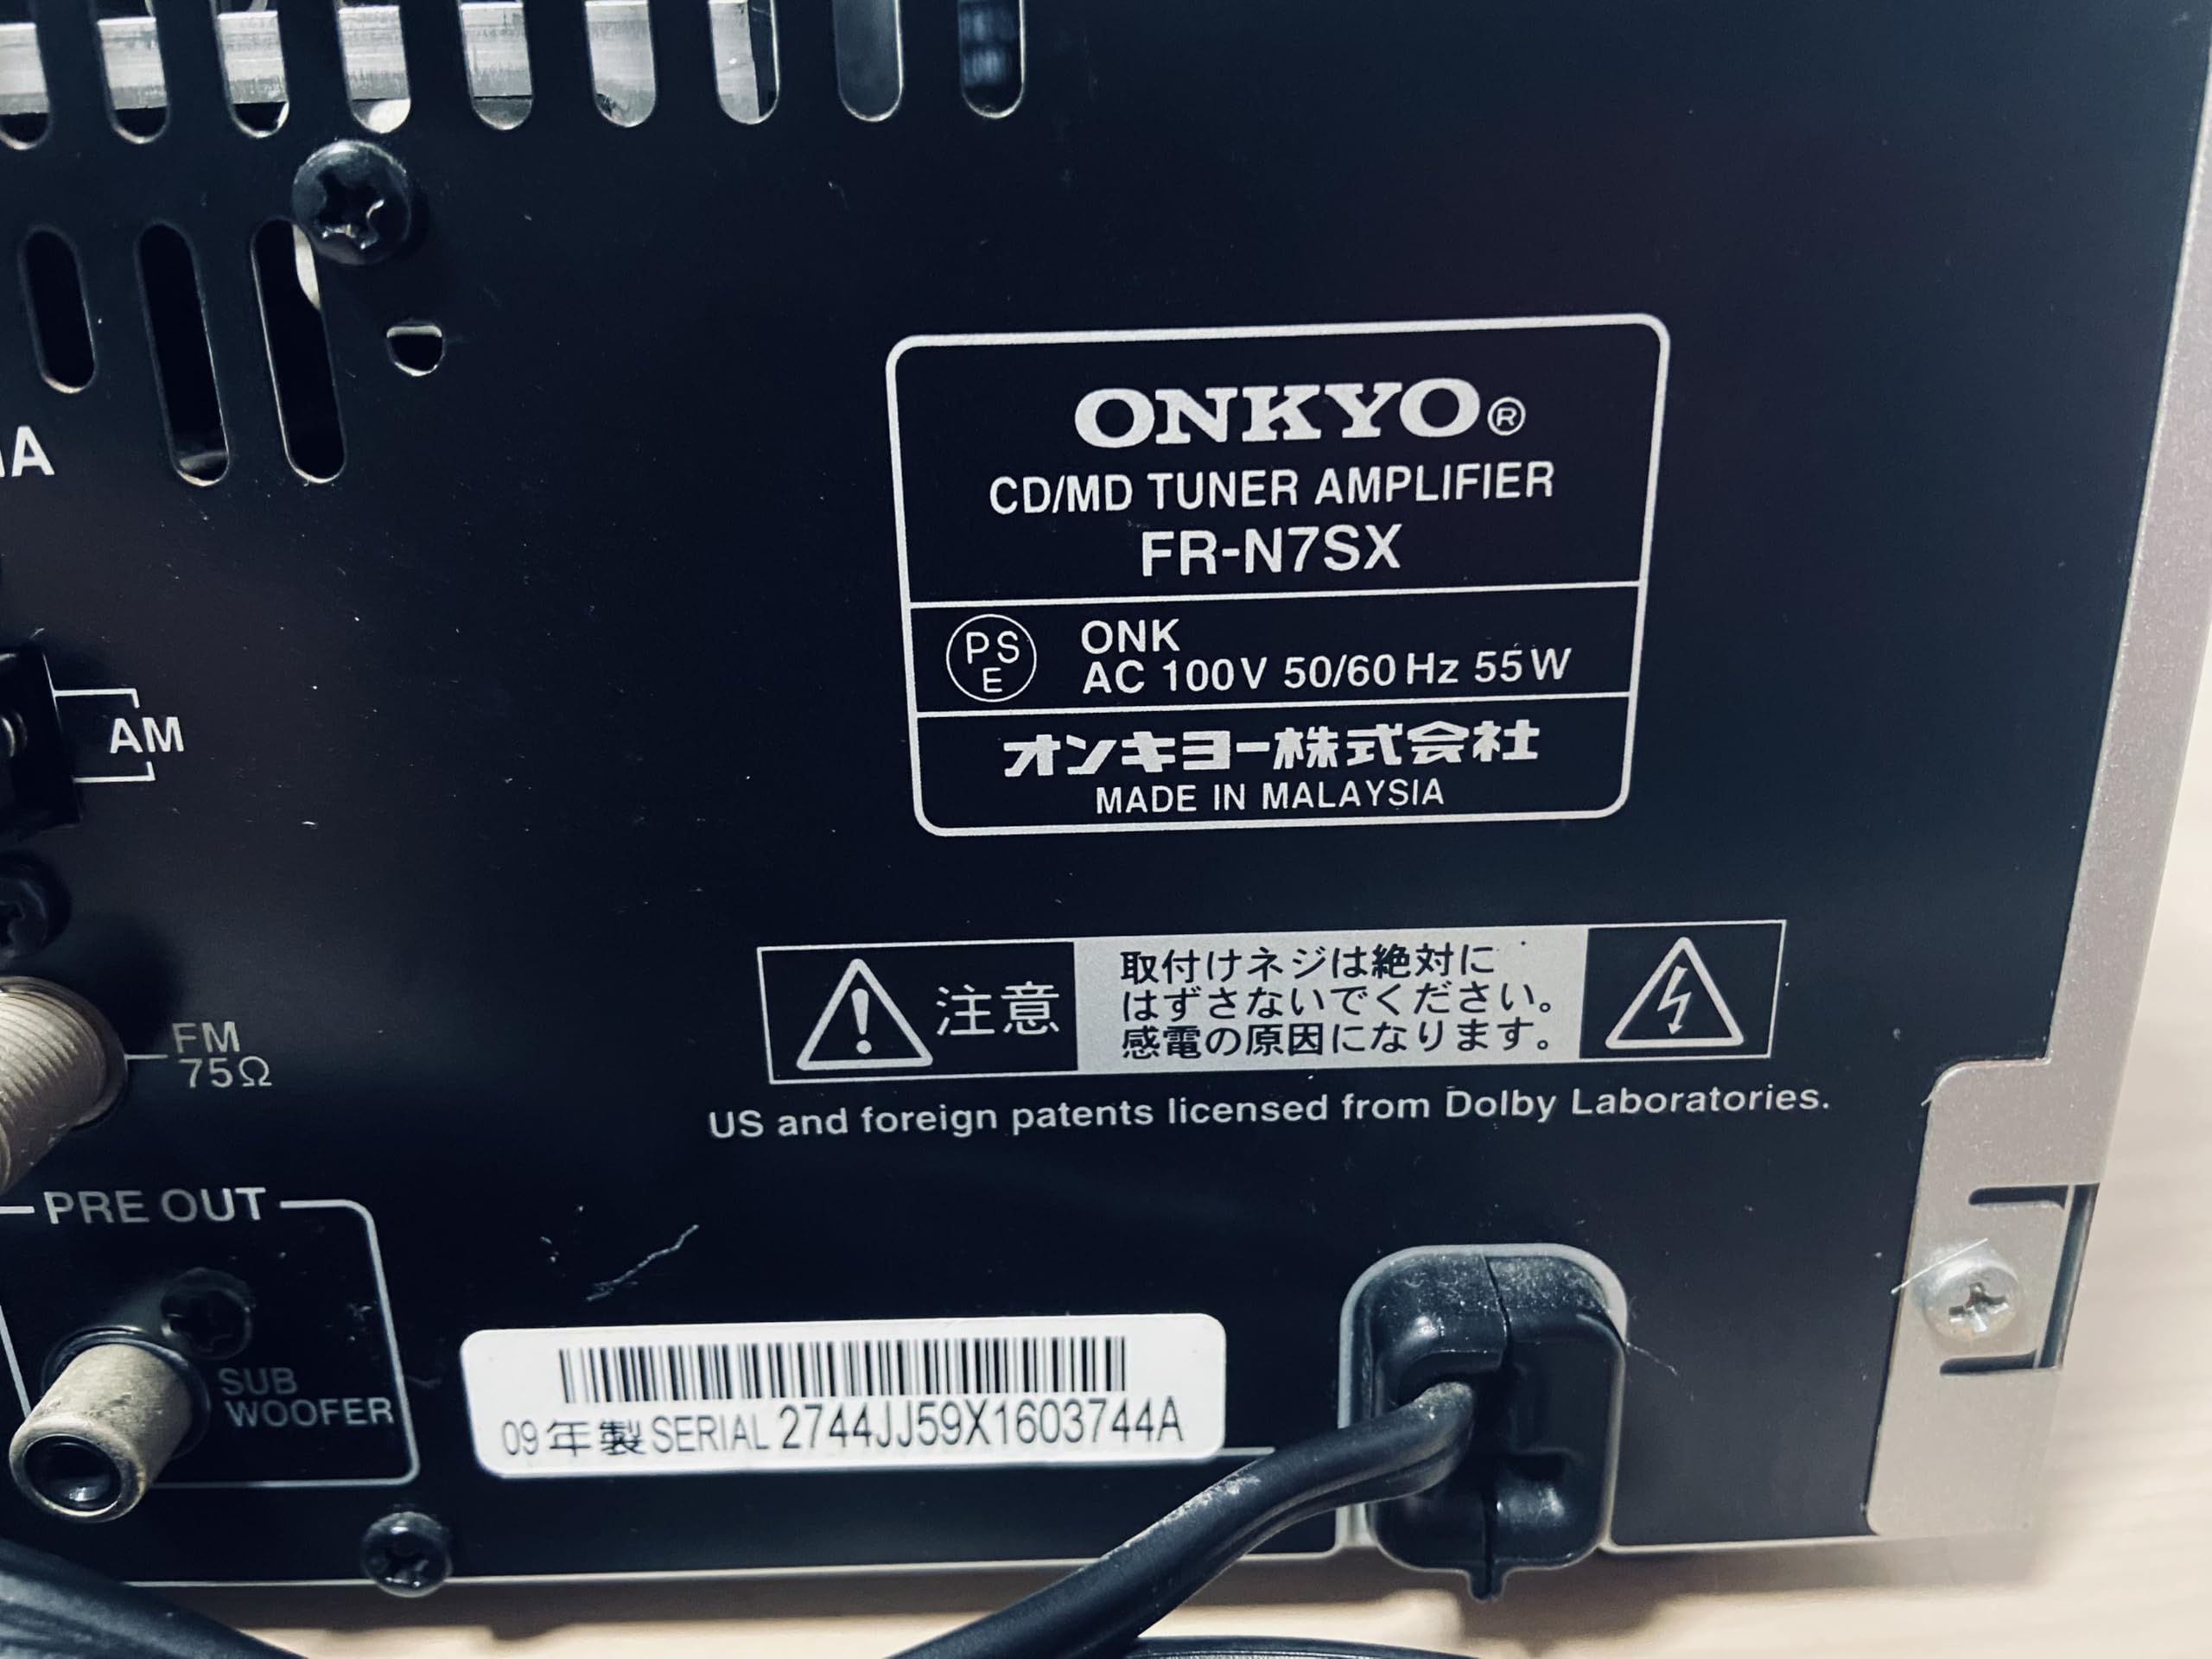 ONKYO®
CD/MD TUNER AMPLIFIER
FR-N7SX
PSE
ONK
AC 100V 50/60Hz 55W
オンキヨー株式会社
MADE IN MALAYSIA
AM
注意
取付けネジは絶対に
はずさないでください。
感電の原因になります。
FM
75Ω
US and foreign patents licensed from Dolby Laboratories.
PRE OUT
SUB
WOOFER
09年製 SERIAL 2744JJ59X1603744A